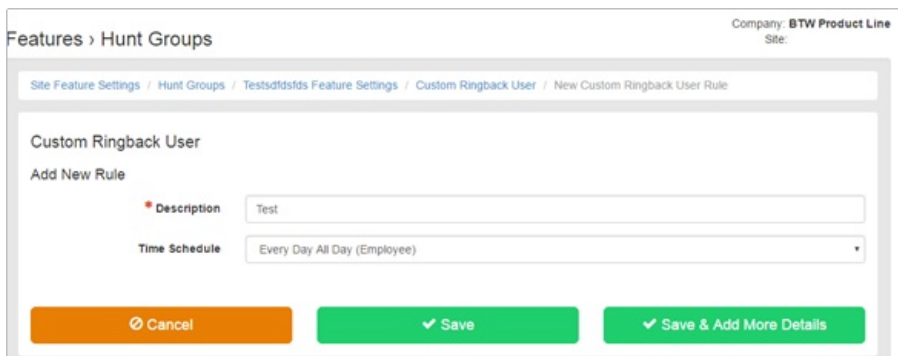 Features › Hunt Groups
Company: BTW Product Line
Site:
Site Feature Settings / Hunt Groups / Testsdfdsfds Feature Settings / Custom Ringback User / New Custom Ringback User Rule
Custom Ringback User
Add New Rule
* Description
Test
Time Schedule
Every Day All Day (Employee)
Cancel
Save
Save & Add More Details